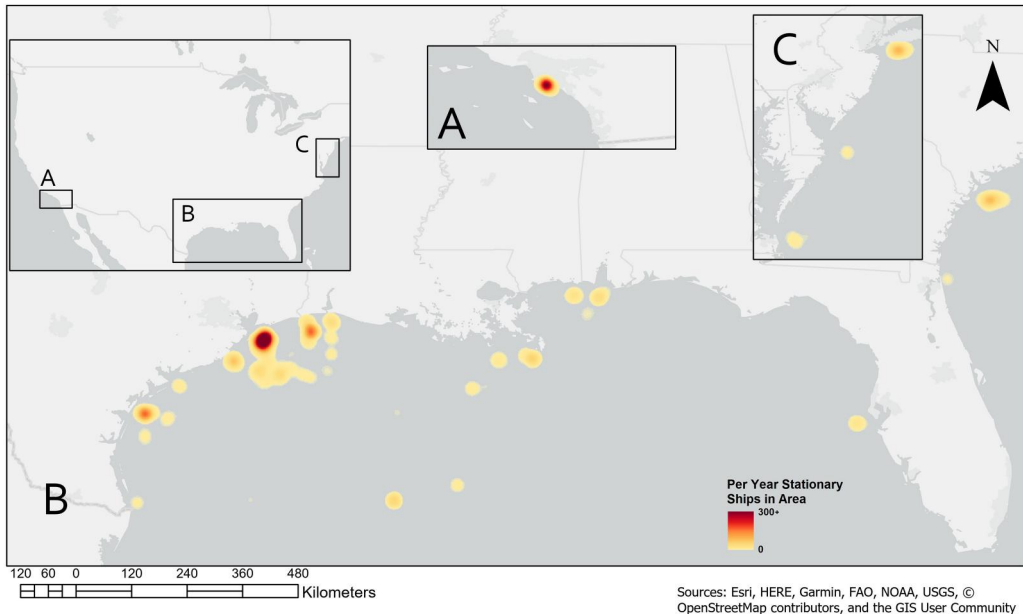 A
C
N
A
C
B
B
Per Year Stationary
Ships in Area
300+
0
120 60 0 120 240 360 480
Kilometers
Sources: Esri, HERE, Garmin, FAO, NOAA, USGS, ©
OpenStreetMap contributors, and the GIS User Community